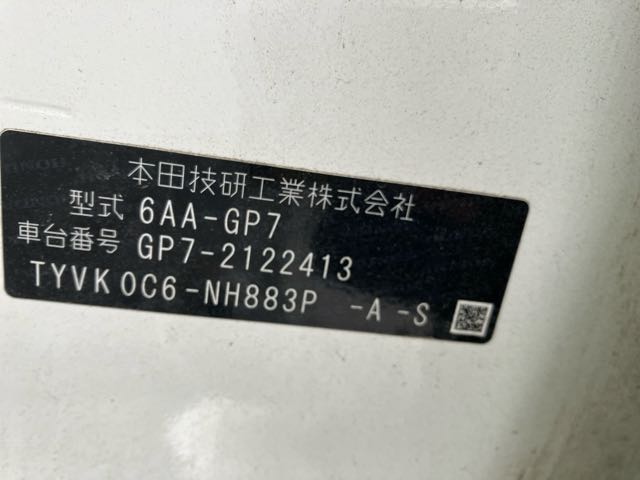 本田技研工業株式会社
型式 6AA-GP7
車台番号 GP7-2122413
TYVK0C6-NH883P -A -S